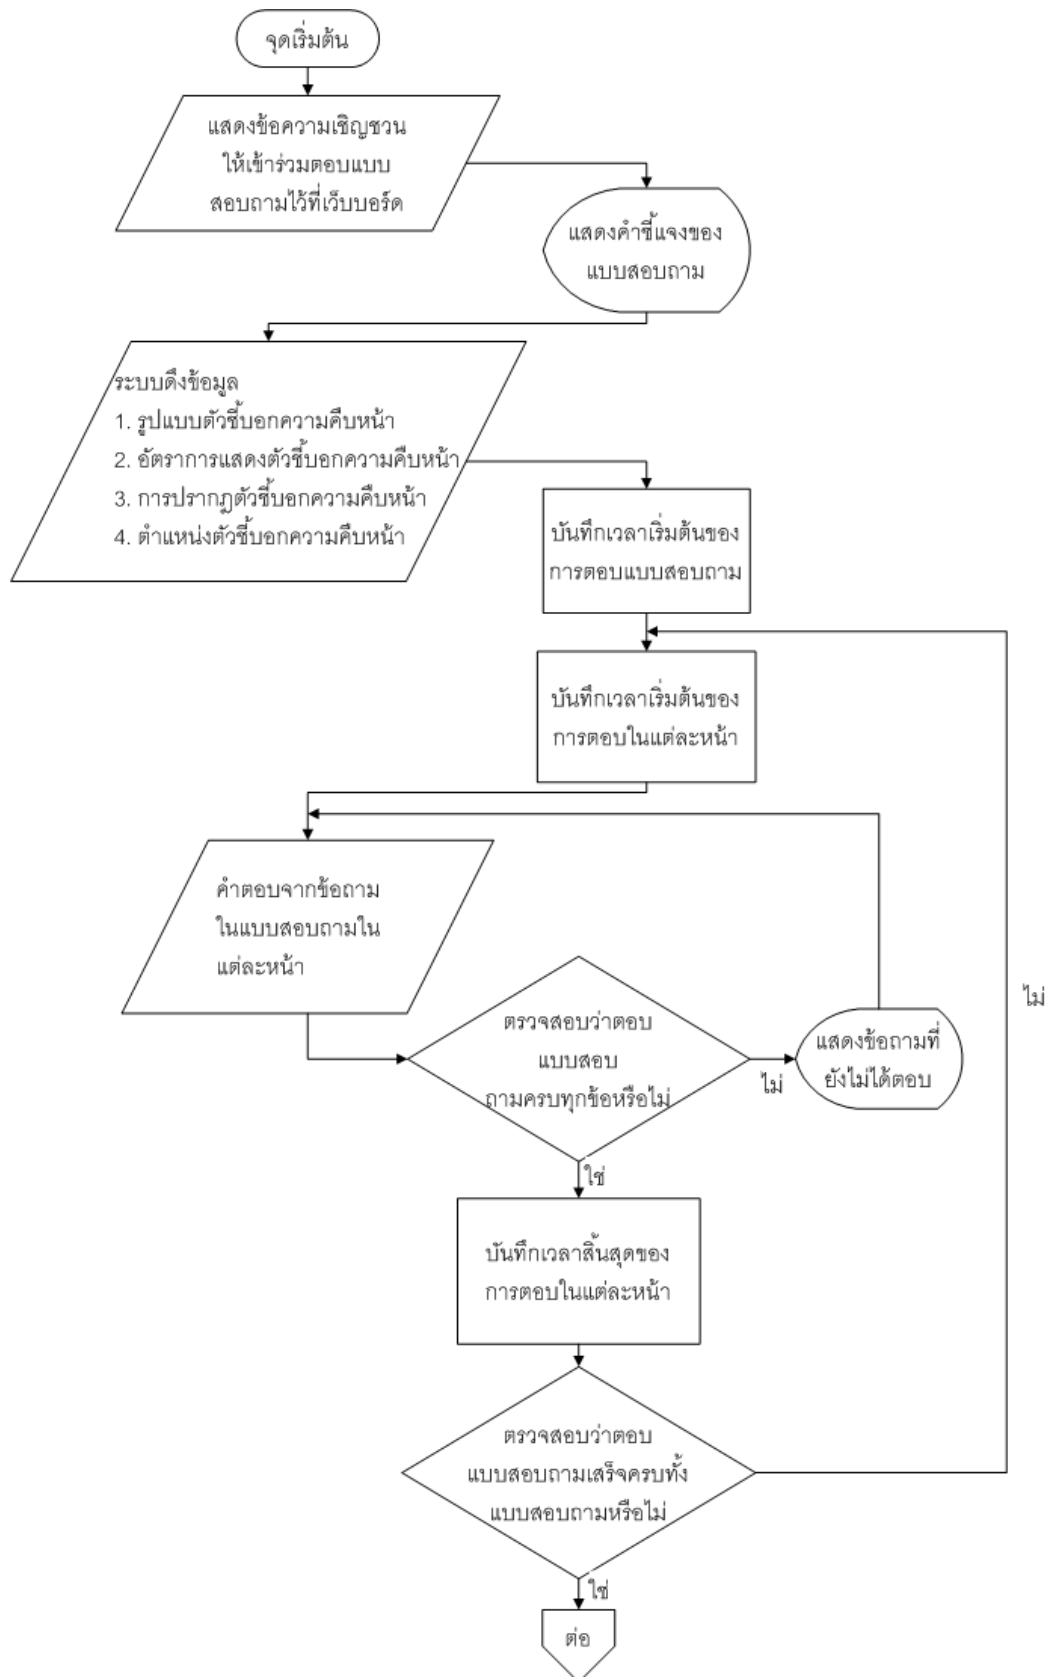 จุดเริ่มต้น
แสดงข้อความเชิญชวน
ให้เข้าร่วมตอบแบบ
สอบถามไว้ที่เว็บบอร์ด
แสดงคำชี้แจงของ
แบบสอบถาม
ระบบดึงข้อมูล
1. รูปแบบตัวชี้บอกความคืบหน้า
2. อัตราการแสดงตัวชี้บอกความคืบหน้า
3. การปรากฏตัวชี้บอกความคืบหน้า
4. ตำแหน่งตัวชี้บอกความคืบหน้า
บันทึกเวลาเริ่มต้นของ
การตอบแบบสอบถาม
บันทึกเวลาเริ่มต้นของ
การตอบในแต่ละหน้า
คำตอบจากข้อถาม
ในแบบสอบถามใน
แต่ละหน้า
ตรวจสอบว่าตอบ
แบบสอบ
ถามครบทุกข้อหรือไม่
ไม่
แสดงข้อถามที่
ยังไม่ได้ตอบ
ไม่
ใช่
บันทึกเวลาสิ้นสุดของ
การตอบในแต่ละหน้า
ตรวจสอบว่าตอบ
แบบสอบถามเสร็จครบทั้ง
แบบสอบถามหรือไม่
ใช่
ต่อ